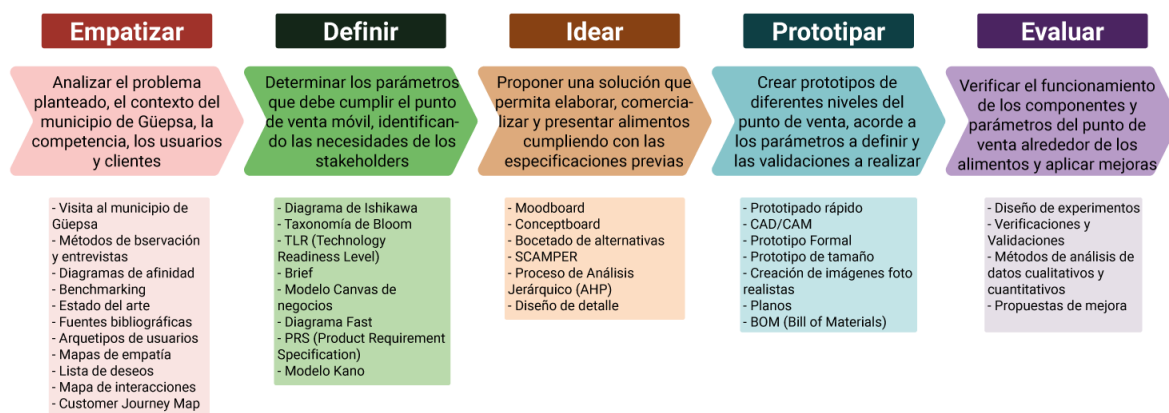 Empatizar
Analizar el problema
planteado, el contexto del
municipio de Güepsa, la
competencia, los usuarios
y clientes
- Visita al municipio de
Güepsa
- Métodos de bservación
y entrevistas
- Diagramas de afinidad
- Benchmarking
- Estado del arte
- Fuentes bibliográficas
- Arquetipos de usuarios
- Mapas de empatía
- Lista de deseos
- Mapa de interacciones
- Customer Journey Map
Definir
Determinar los parámetros
que debe cumplir el punto
de venta móvil, identifican-
do las necesidades de los
stakeholders
- Diagrama de Ishikawa
- Taxonomía de Bloom
- TLR (Technology
Readiness Level)
- Brief
- Modelo Canvas de
negocios
- Diagrama Fast
- PRS (Product Requirement
Specification)
- Modelo Kano
Idear
Proponer una solución que
permita elaborar, comercia-
lizar y presentar alimentos
cumpliendo con las
especificaciones previas
- Moodboard
- Conceptboard
- Bocetado de alternativas
- SCAMPER
- Proceso de Análisis
Jerárquico (AHP)
- Diseño de detalle
Prototipar
Crear prototipos de
diferentes niveles del
punto de venta, acorde a
los parámetros a definir y
las validaciones a realizar
- Prototipado rápido
- CAD/CAM
- Prototipo Formal
- Prototipo de tamaño
- Creación de imágenes foto
realistas
- Planos
- BOM (Bill of Materials)
Evaluar
Verificar el funcionamiento
de los componentes y
parámetros del punto de
venta alrededor de los
alimentos y aplicar mejoras
- Diseño de experimentos
- Verificaciones y
Validaciones
- Métodos de análisis de
datos cualitativos y
cuantitativos
- Propuestas de mejora